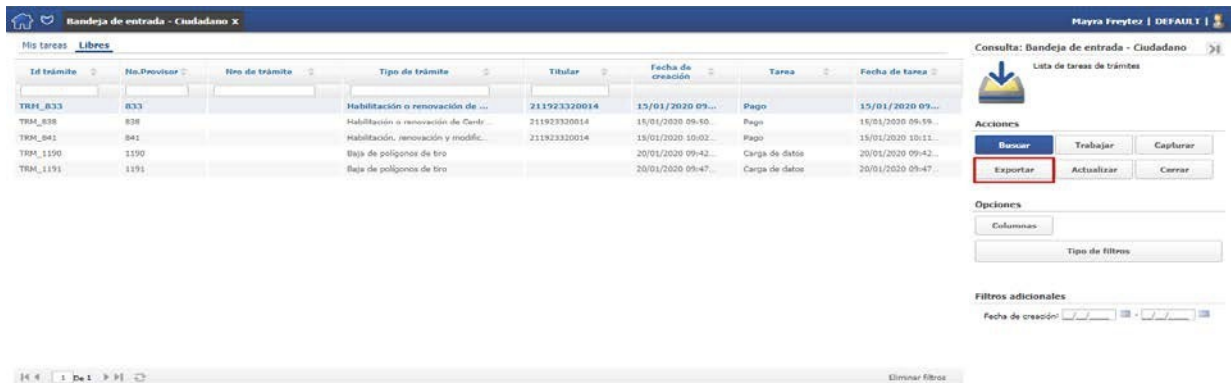 Bandeja de entrada - Ciudadano X
Mayra Freytez | DEFAULT |
Mis tareas Libres
Id trámite No.Provisor Nro de trámite Tipo de trámite Titular Fecha de creación Tarea Fecha de tarea
TRM_833 833 Habilitación o renovación de ... 211923320014 15/01/2020 09... Pago 15/01/2020 09...
TRM_838 838 Habilitación o renovación de Centr... 211923320014 15/01/2020 09:50... Pago 15/01/2020 09:59...
TRM_841 841 Habilitación, renovación y modific... 211923320014 15/01/2020 10:02... Pago 15/01/2020 10:11...
TRM_1190 1190 Baja de polígonos de tiro 20/01/2020 09:42... Carga de datos 20/01/2020 09:42...
TRM_1191 1191 Baja de polígonos de tiro 20/01/2020 09:47... Carga de datos 20/01/2020 09:47...
1 De 1
Eliminar filtros
Consulta: Bandeja de entrada - Ciudadano
Lista de tareas de trámites
Acciones
Buscar Trabajar Capturar
Exportar Actualizar Cerrar
Opciones
Columnas
Tipo de filtros
Filtros adicionales
Fecha de creación: __/__/____ - __/__/____